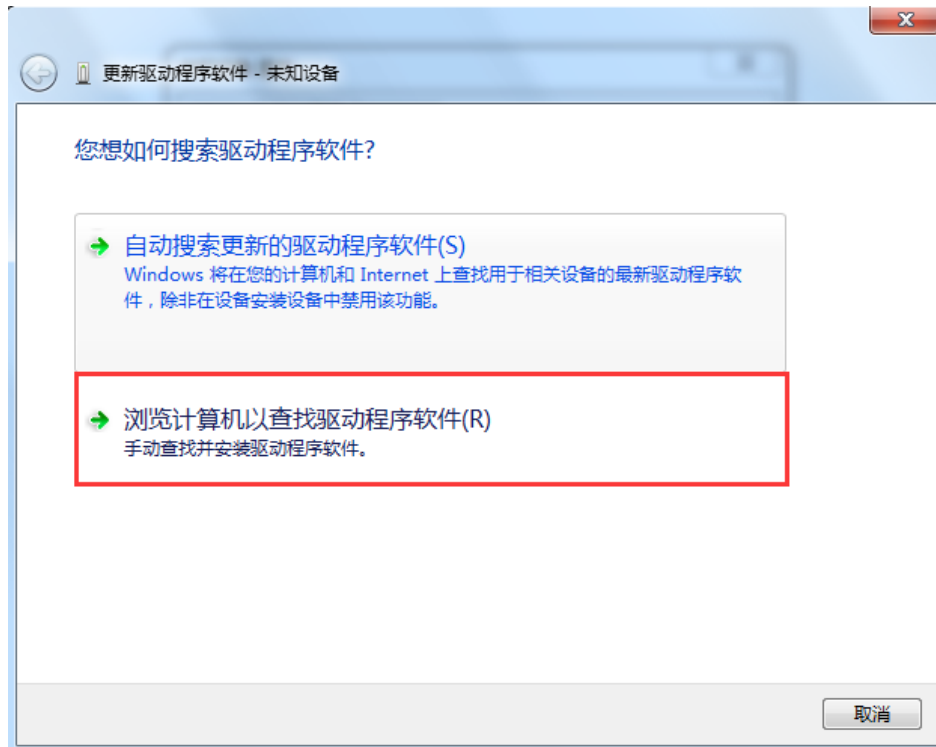 更新驱动程序软件 - 未知设备
您想如何搜索驱动程序软件?
自动搜索更新的驱动程序软件(S)
Windows 将在您的计算机和 Internet 上查找用于相关设备的最新驱动程序软
件，除非在设备安装设备中禁用该功能。
浏览计算机以查找驱动程序软件(R)
手动查找并安装驱动程序软件。
取消